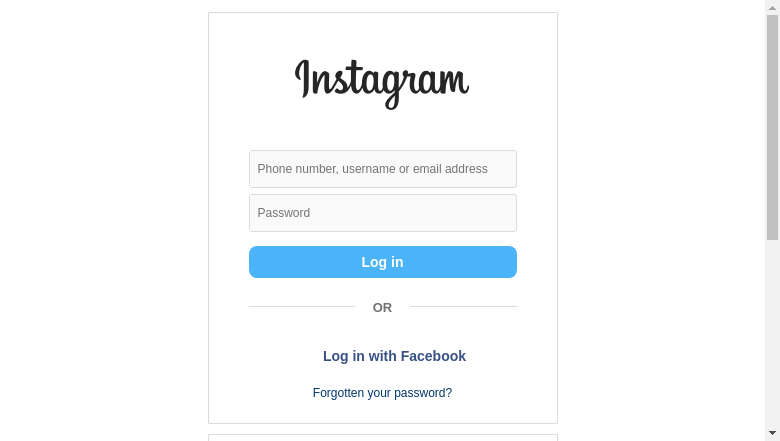 Instagram
Phone number, username or email address
Password
Log in
OR
Log in with Facebook
Forgotten your password?